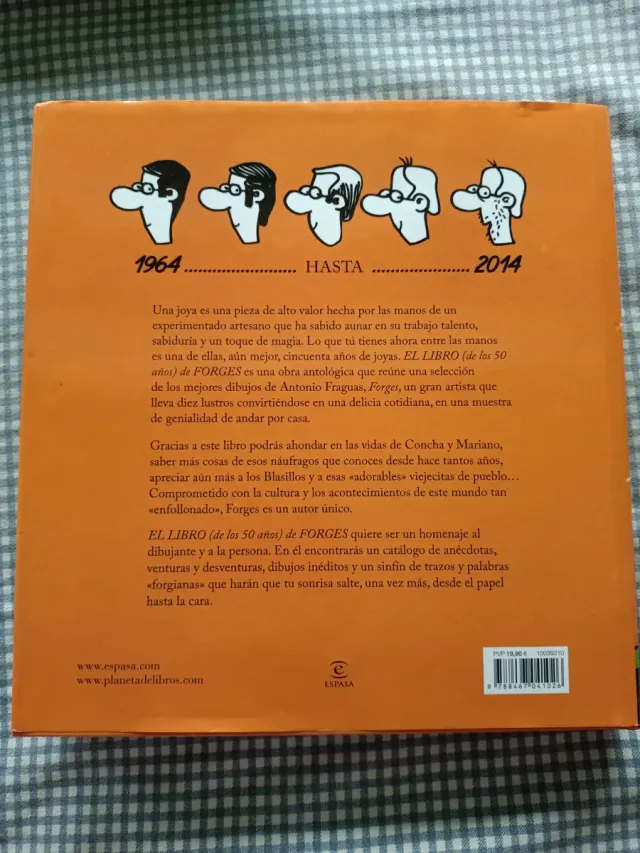 1964 ........................ HASTA ..................... 2014
Una joya es una pieza de alto valor hecha por las manos de un
experimentado artesano que ha sabido aunar en su trabajo talento,
sabiduría y un toque de magia. Lo que tú tienes ahora entre las manos
es una de ellas, aún mejor, cincuenta años de joyas. EL LIBRO (de los 50
años) de FORGES es una obra antológica que reúne una selección
de los mejores dibujos de Antonio Fraguas, Forges, un gran artista que
lleva diez lustros convirtiéndose en una delicia cotidiana, en una muestra
de genialidad de andar por casa.
Gracias a este libro podrás ahondar en las vidas de Concha y Mariano,
saber más cosas de esos náufragos que conoces desde hace tantos años,
apreciar aún más a los Blasillos y a esas «adorables» viejecitas de pueblo...
Comprometido con la cultura y los acontecimientos de este mundo tan
«enfollonado», Forges es un autor único.
EL LIBRO (de los 50 años) de FORGES quiere ser un homenaje al
dibujante y a la persona. En él encontrarás un catálogo de anécdotas,
venturas y desventuras, dibujos inéditos y un sinfín de trazos y palabras
«forgianas» que harán que tu sonrisa salte, una vez más, desde el papel
hasta la cara.
www.espasa.com
www.planetadelibros.com
ESPASA
PVP 19,90 € 10039310
9 788467 041026